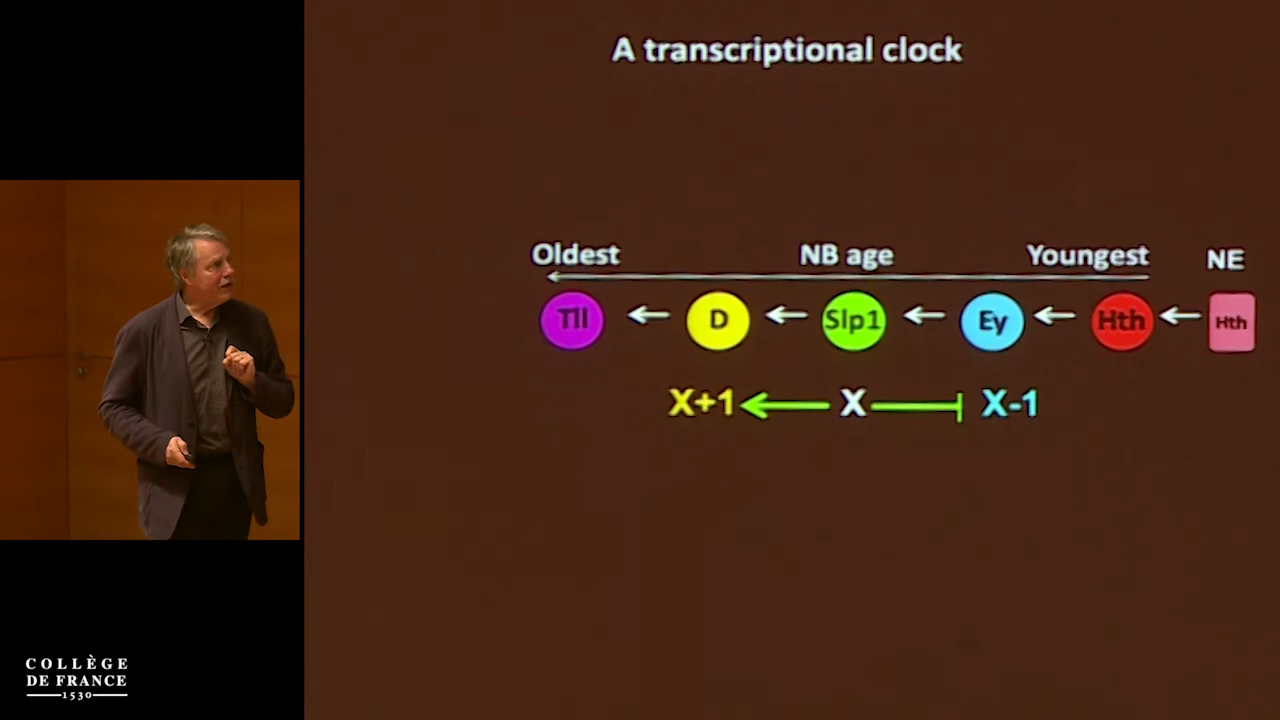 A transcriptional clock
Oldest NB age Youngest NE
Tll D Slp1 Ey Hth Hth
X+1 X X-1
COLLÈGE
DE FRANCE
1530